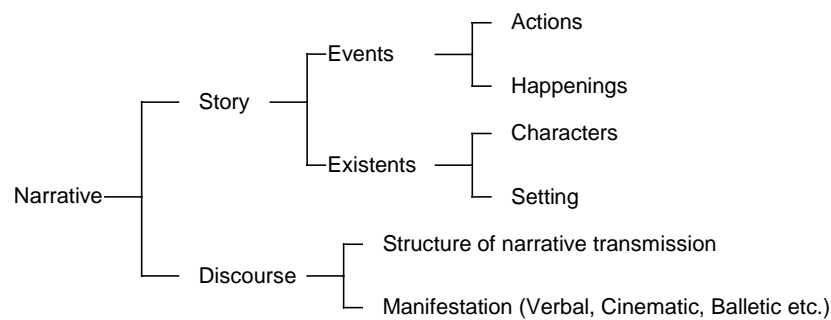 Actions
Events
Happenings
Story
Characters
Existents
Narrative
Setting
Structure of narrative transmission
Discourse
Manifestation (Verbal, Cinematic, Balletic etc.)